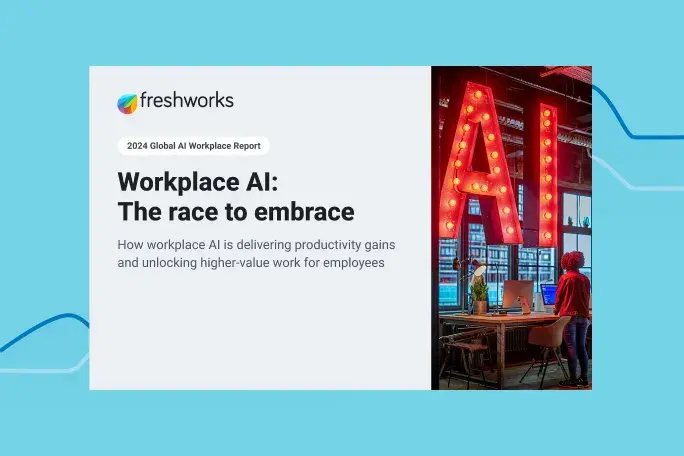 freshworks
2024 Global AI Workplace Report
Workplace AI:
The race to embrace
How workplace AI is delivering productivity gains
and unlocking higher-value work for employees
AI